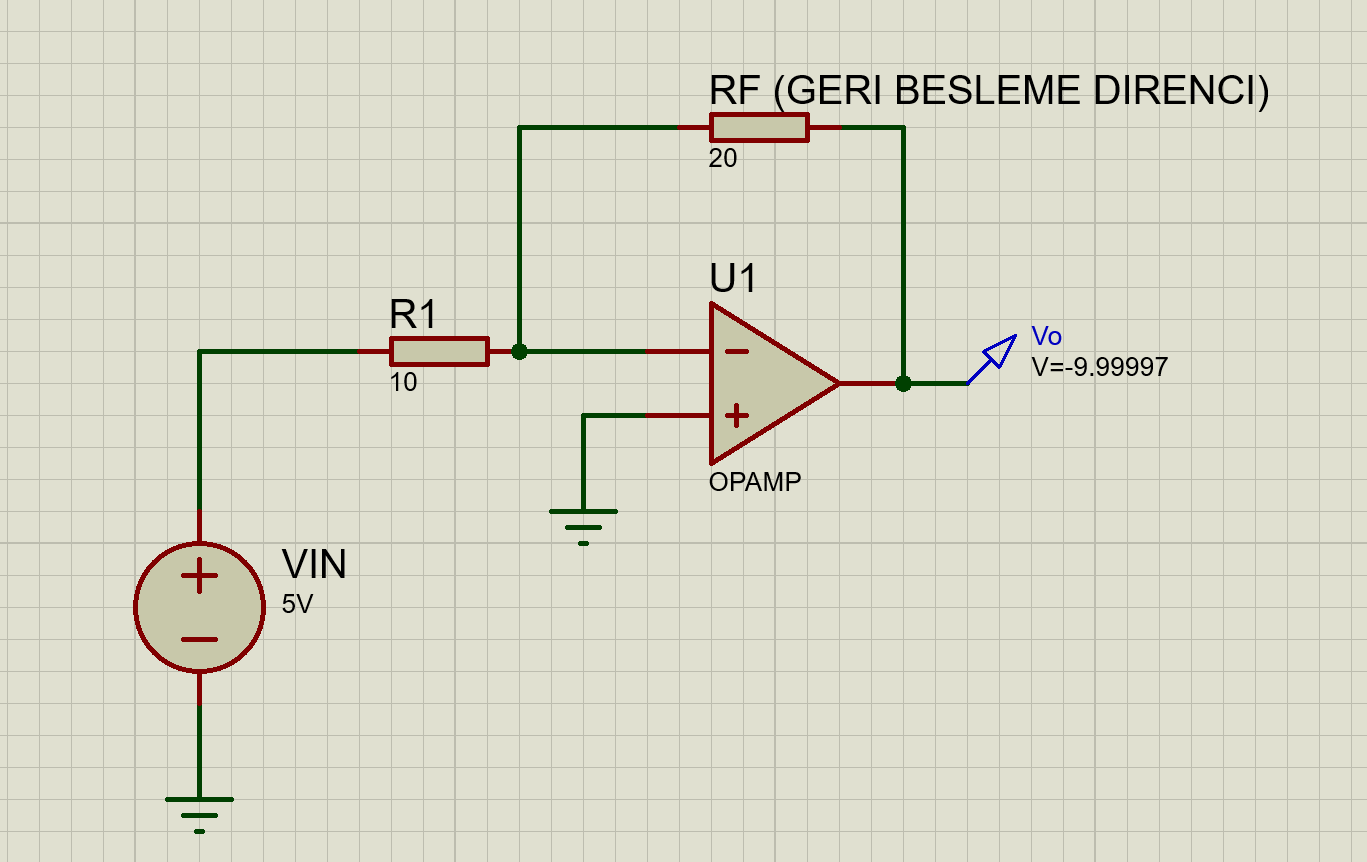 RF (GERI BESLEME DIRENCI)
20
U1
R1
10
Vo
V=-9.99997
OPAMP
VIN
5V